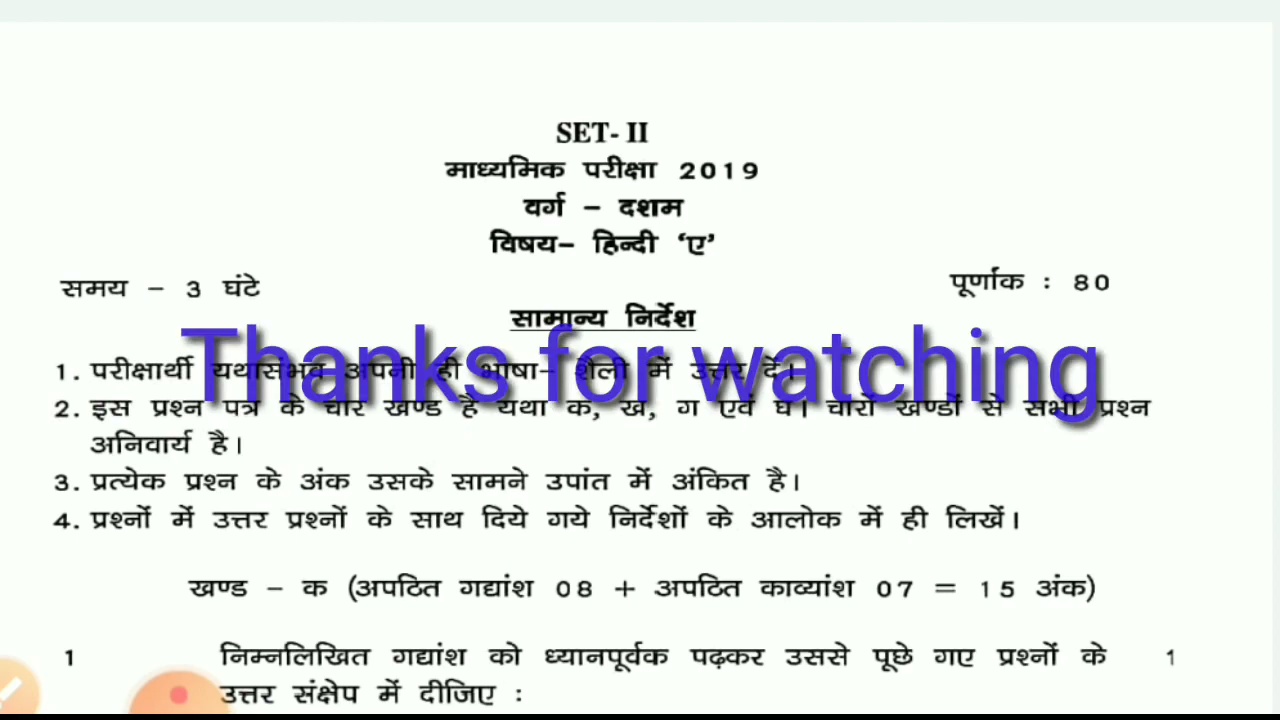 SET- II
माध्यमिक परीक्षा 2019
वर्ग – दशम
विषय– हिन्दी ‘ए’
समय – 3 घंटे
पूर्णांक : 80
सामान्य निर्देश
Thanks for watching
1. परीक्षार्थी यथासंभव अपनी ही भाषा– शैली में उत्तर दें।
2. इस प्रश्न पत्र के चार खण्ड है यथा क, ख, ग एवं घ। चारों खण्डों से सभी प्रश्न
अनिवार्य है।
3. प्रत्येक प्रश्न के अंक उसके सामने उपांत में अंकित है।
4. प्रश्नों में उत्तर प्रश्नों के साथ दिये गये निर्देशों के आलोक में ही लिखें।
खण्ड – क (अपठित गद्यांश 08 + अपठित काव्यांश 07 = 15 अंक)
1 निम्नलिखित गद्यांश को ध्यानपूर्वक पढ़कर उससे पूछे गए प्रश्नों के 1
उत्तर संक्षेप में दीजिए :